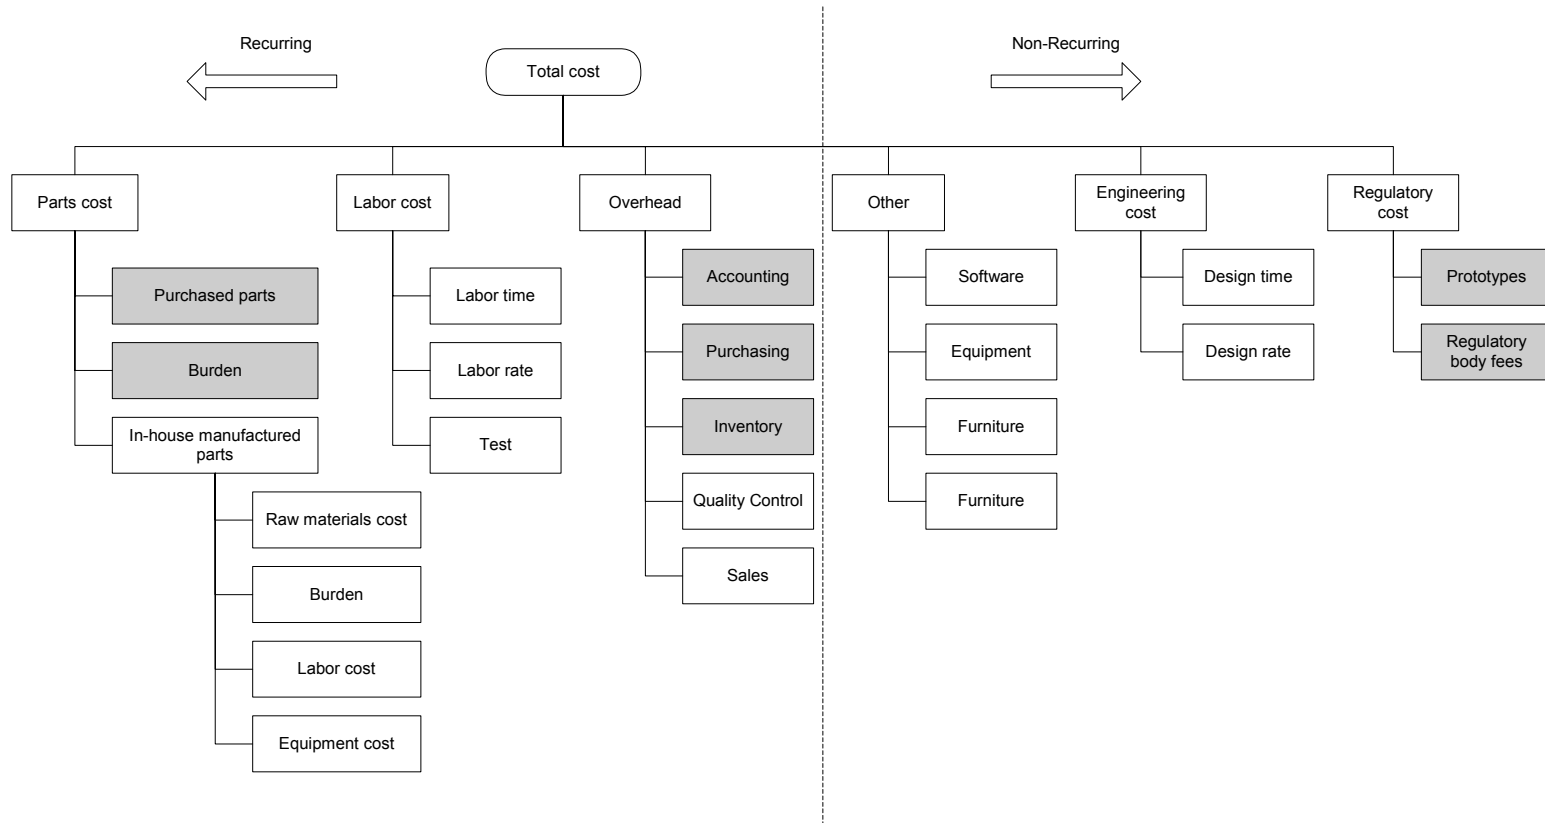 Recurring
Non-Recurring
Total cost
Parts cost
Labor cost
Overhead
Other
Engineering
cost
Regulatory
cost
Purchased parts
Burden
In-house manufactured
parts
Raw materials cost
Burden
Labor cost
Equipment cost
Labor time
Labor rate
Test
Accounting
Purchasing
Inventory
Quality Control
Sales
Software
Equipment
Furniture
Furniture
Design time
Design rate
Prototypes
Regulatory
body fees